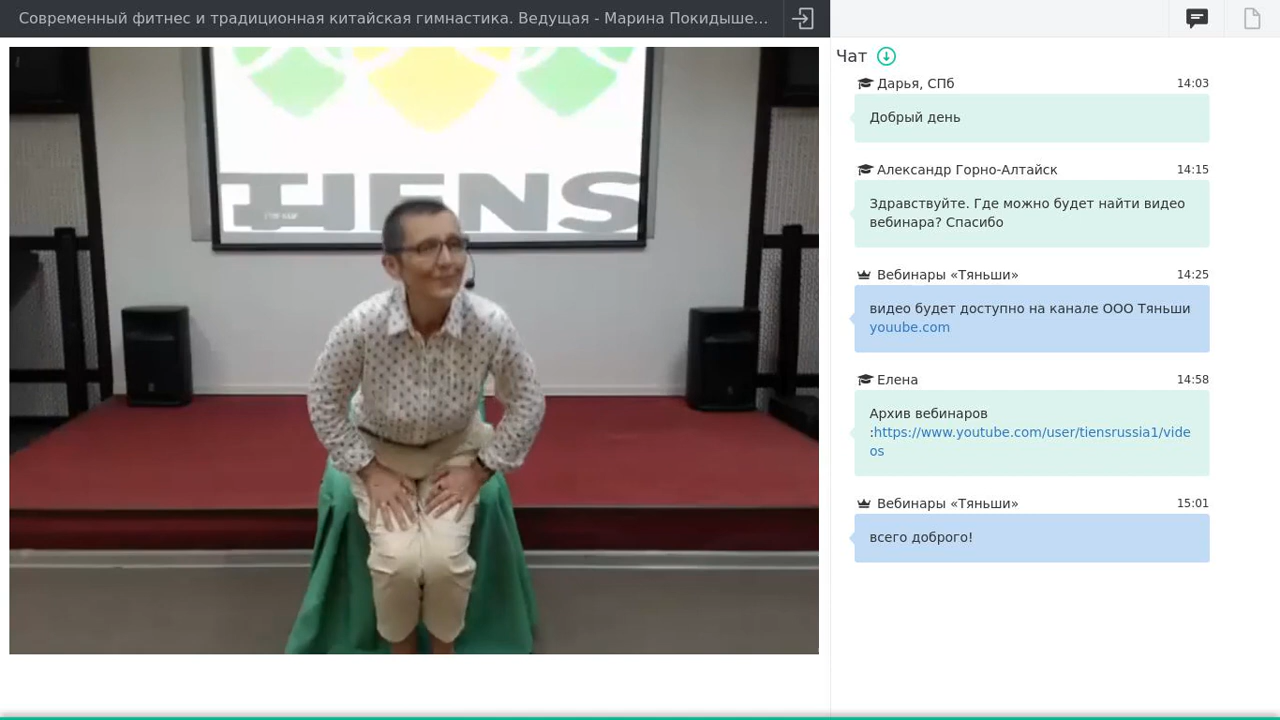 Современный фитнес и традиционная китайская гимнастика. Ведущая - Марина Покидыше...
TIENS
Чат
Дарья, СПб 14:03
Добрый день
Александр Горно-Алтайск 14:15
Здравствуйте. Где можно будет найти видео
вебинара? Спасибо
Вебинары «Тяньши» 14:25
видео будет доступно на канале ООО Тяньши
youube.com
Елена 14:58
Архив вебинаров
:https://www.youtube.com/user/tiensrussia1/vide
os
Вебинары «Тяньши» 15:01
всего доброго!